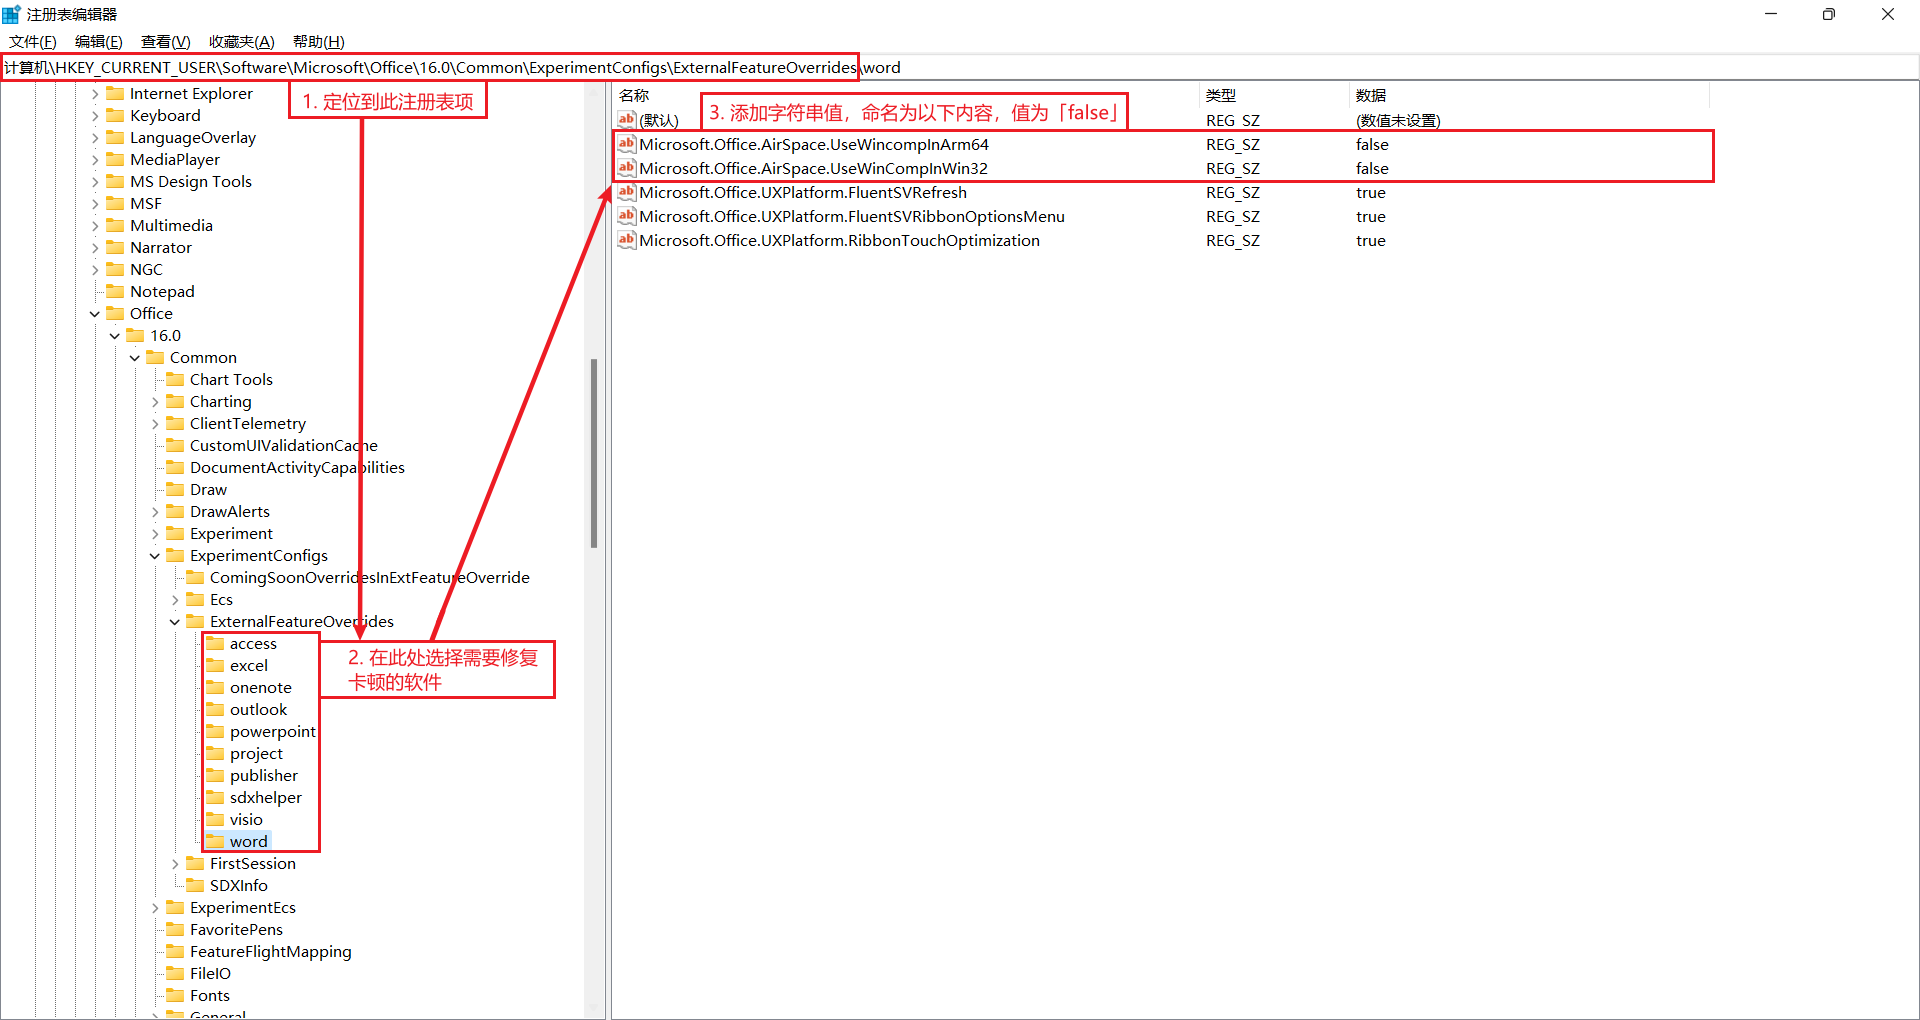 注册表编辑器
文件(F) 编辑(E) 查看(V) 收藏夹(A) 帮助(H)
计算机\HKEY_CURRENT_USER\Software\Microsoft\Office\16.0\Common\ExperimentConfigs\ExternalFeatureOverrides\word
1. 定位到此注册表项
Internet Explorer
Keyboard
LanguageOverlay
MediaPlayer
MS Design Tools
MSF
Multimedia
Narrator
NGC
Notepad
Office
16.0
Common
Chart Tools
Charting
ClientTelemetry
CustomUIValidationCache
DocumentActivityCapabilities
Draw
DrawAlerts
Experiment
ExperimentConfigs
ComingSoonOverridesInExtFeatureOverride
Ecs
ExternalFeatureOverrides
access
excel
onenote
outlook
powerpoint
project
publisher
sdxhelper
visio
word
2. 在此处选择需要修复
卡顿的软件
FirstSession
SDXInfo
ExperimentEcs
FavoritePens
FeatureFlightMapping
FileIO
Fonts
General
名称 类型 数据
3. 添加字符串值，命名为以下内容，值为「false」
(默认) REG_SZ (数值未设置)
Microsoft.Office.AirSpace.UseWincompInArm64 REG_SZ false
Microsoft.Office.AirSpace.UseWinCompInWin32 REG_SZ false
Microsoft.Office.UXPlatform.FluentSVRefresh REG_SZ true
Microsoft.Office.UXPlatform.FluentSVRibbonOptionsMenu REG_SZ true
Microsoft.Office.UXPlatform.RibbonTouchOptimization REG_SZ true